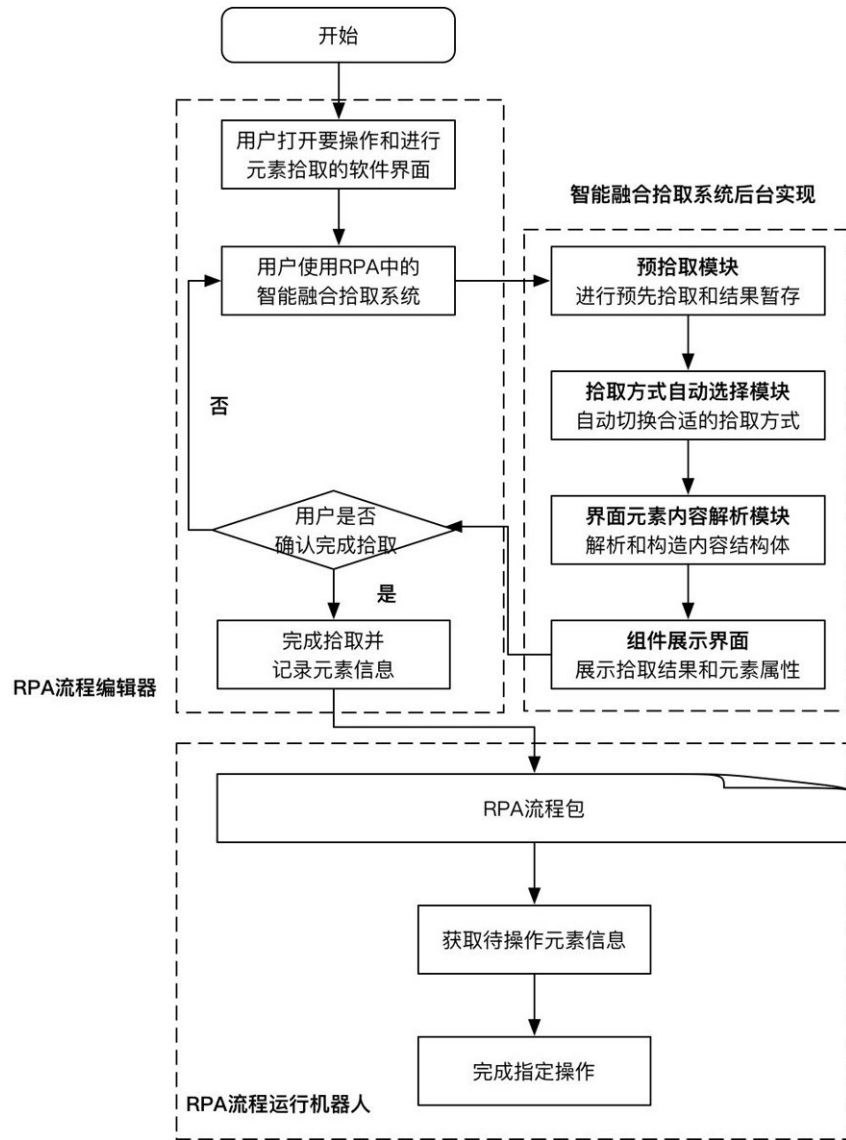 开始
用户打开要操作和进行
元素拾取的软件界面
智能融合拾取系统后台实现
用户使用RPA中的
智能融合拾取系统
预拾取模块
进行预先拾取和结果暂存
拾取方式自动选择模块
自动切换合适的拾取方式
否
界面元素内容解析模块
解析和构造内容结构体
用户是否
确认完成拾取
是
组件展示界面
展示拾取结果和元素属性
完成拾取并
记录元素信息
RPA流程编辑器
RPA流程包
获取待操作元素信息
完成指定操作
RPA流程运行机器人